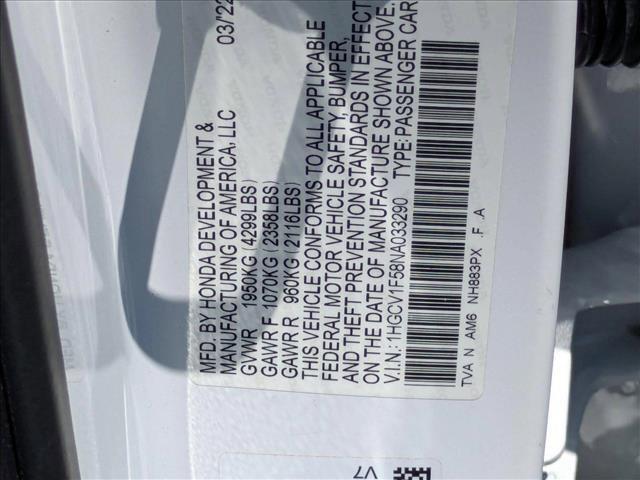 MFD. BY HONDA DEVELOPMENT & 03/22
MANUFACTURING OF AMERICA, LLC
GVWR 1950KG (4299LBS)
GAWR F 1070KG (2358LBS)
GAWR R 960KG (2116LBS)
THIS VEHICLE CONFORMS TO ALL APPLICABLE
FEDERAL MOTOR VEHICLE SAFETY, BUMPER,
AND THEFT PREVENTION STANDARDS IN EFFECT
ON THE DATE OF MANUFACTURE SHOWN ABOVE.
V.I.N.: 1HGCV1F58NA033290 TYPE: PASSENGER CAR
TVA N AM6 NH883PX .F .A
V7